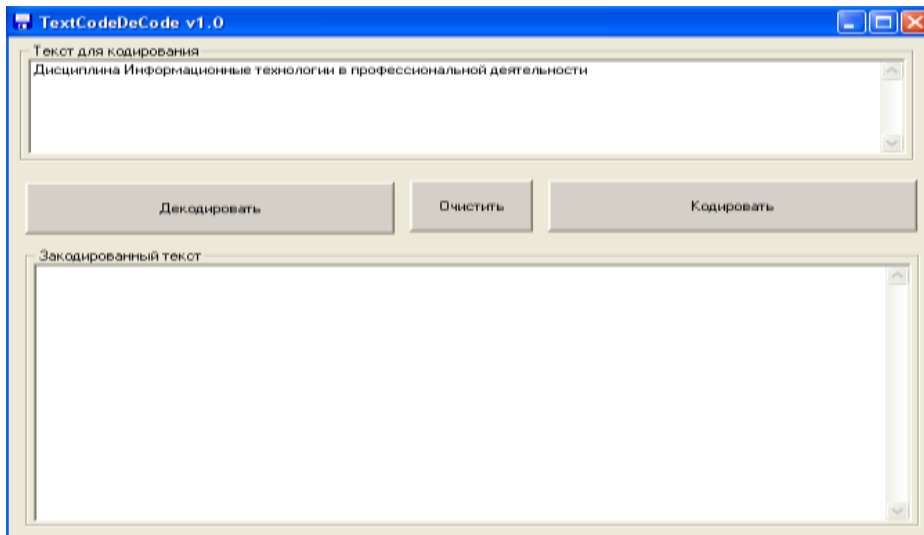 TextCodeDeCode v1.0
Текст для кодирования
Дисциплина Информационные технологии в профессиональной деятельности
Декодировать
Очистить
Кодировать
Закодированный текст